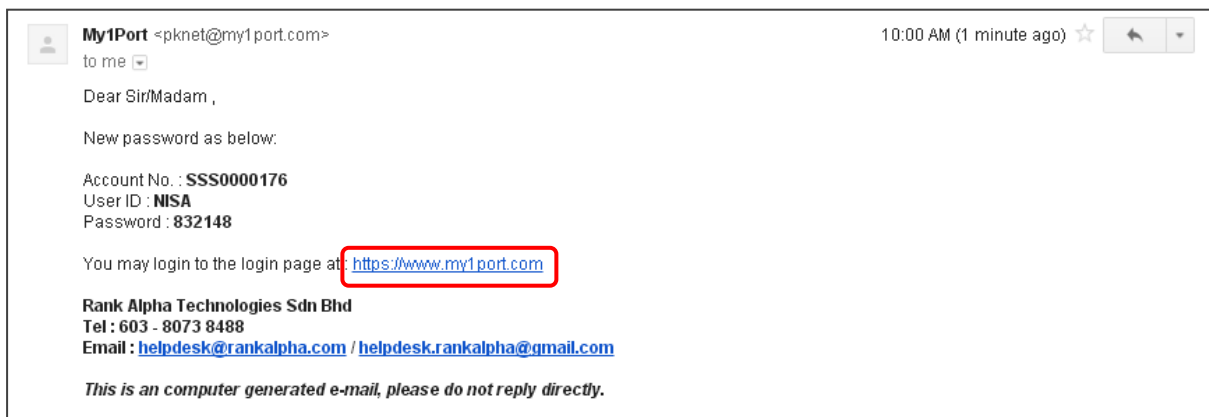 My1Port <pknet@my1port.com> 10:00 AM (1 minute ago)
to me
Dear Sir/Madam ,
New password as below:
Account No. : SSS0000176
User ID : NISA
Password : 832148
You may login to the login page at : https://www.my1port.com
Rank Alpha Technologies Sdn Bhd
Tel : 603 - 8073 8488
Email : helpdesk@rankalpha.com / helpdesk.rankalpha@gmail.com
This is an computer generated e-mail, please do not reply directly.